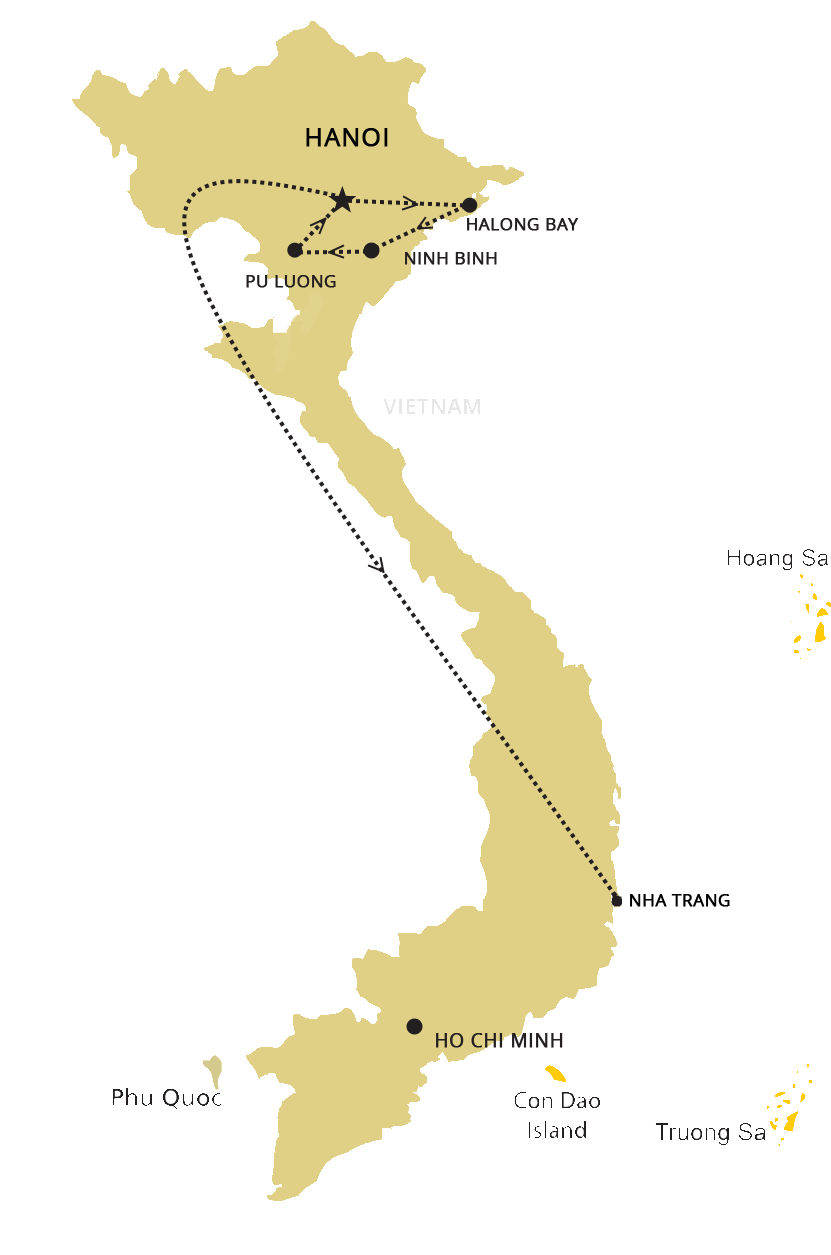 HANOI
HALONG BAY
NINH BINH
PU LUONG
VIETNAM
Hoang Sa
NHA TRANG
HO CHI MINH
Phu Quoc
Con Dao
Island
Truong Sa